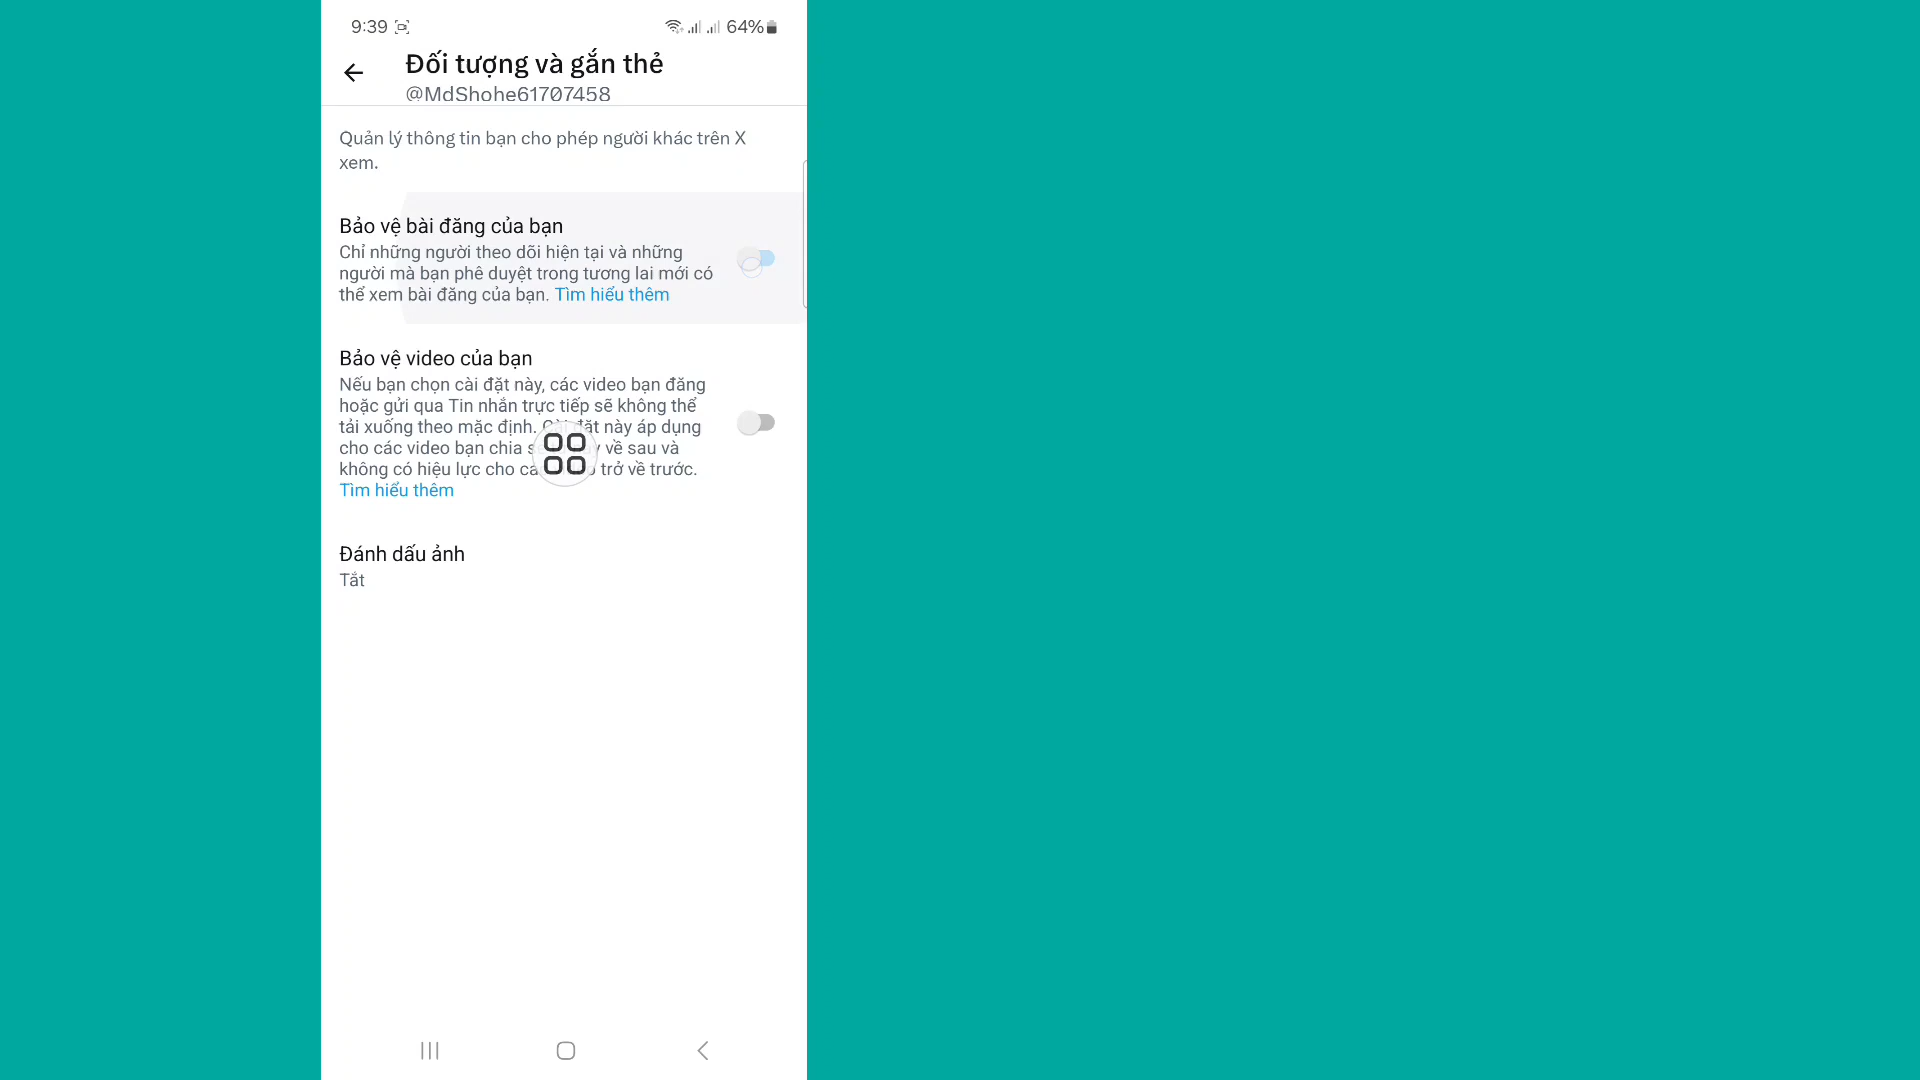 9:39
64%
Đối tượng và gắn thẻ
@MdShohe61707458
Quản lý thông tin bạn cho phép người khác trên X
xem.
Bảo vệ bài đăng của bạn
Chỉ những người theo dõi hiện tại và những
người mà bạn phê duyệt trong tương lai mới có
thể xem bài đăng của bạn. Tìm hiểu thêm
Bảo vệ video của bạn
Nếu bạn chọn cài đặt này, các video bạn đăng
hoặc gửi qua Tin nhắn trực tiếp sẽ không thể
tải xuống theo mặc định. Cài đặt này áp dụng
cho các video bạn chia về sau và
không có hiệu lực cho trở về trước.
Tìm hiểu thêm
Đánh dấu ảnh
Tắt